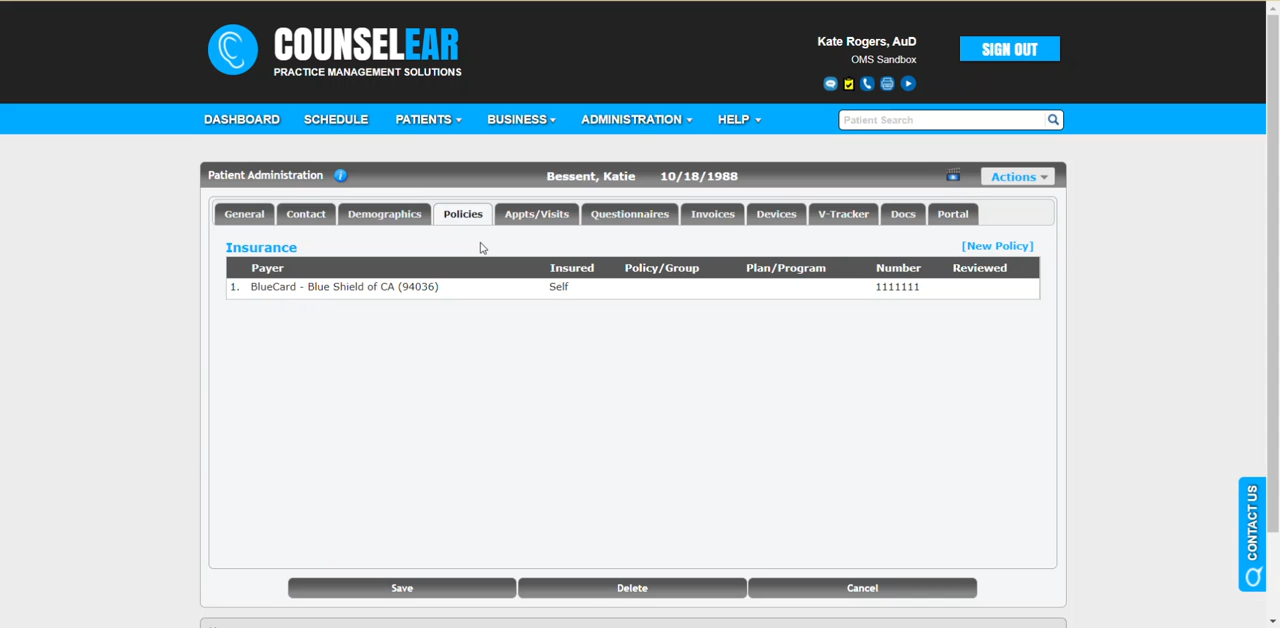 COUNSELEAR
PRACTICE MANAGEMENT SOLUTIONS
Kate Rogers, AuD
OMS Sandbox
SIGN OUT
DASHBOARD SCHEDULE PATIENTS BUSINESS ADMINISTRATION HELP Patient Search
Patient Administration Bessent, Katie 10/18/1988 Actions
General Contact Demographics Policies Appts/Visits Questionnaires Invoices Devices V-Tracker Docs Portal
Insurance [New Policy]
Payer Insured Policy/Group Plan/Program Number Reviewed
1. BlueCard - Blue Shield of CA (94036) Self 1111111
Save Delete Cancel
CONTACT US